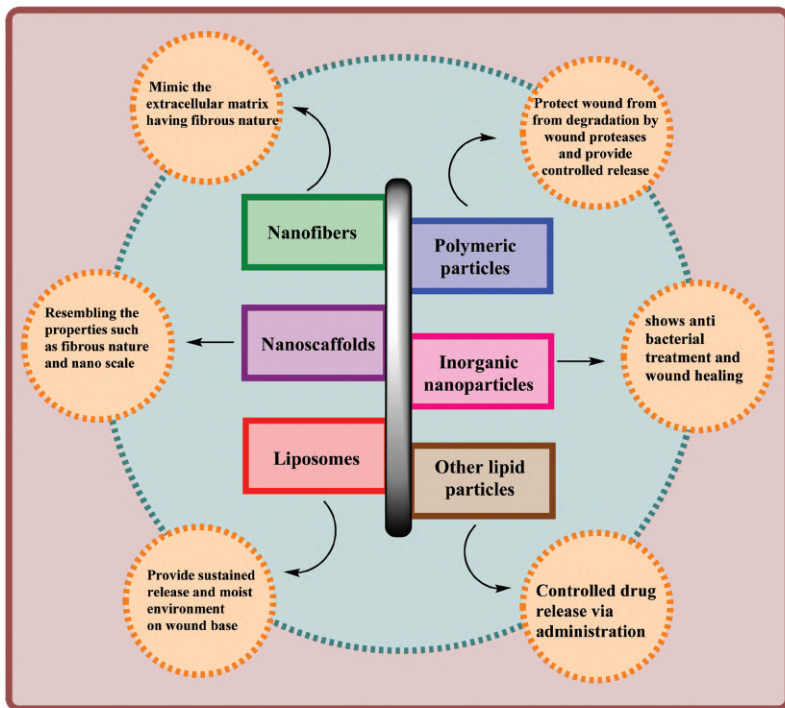 Mimic the
extracellular matrix
having fibrous nature
Protect wound from
from degradation by
wound proteases
and provide
controlled release
Nanofibers
Polymeric
particles
Resembling the
properties such
as fibrous nature
and nano scale
Nanoscaffolds
Inorganic
nanoparticles
shows anti
bacterial
treatment and
wound healing
Liposomes
Other lipid
particles
Provide sustained
release and moist
environment
on wound base
Controlled drug
release via
administration